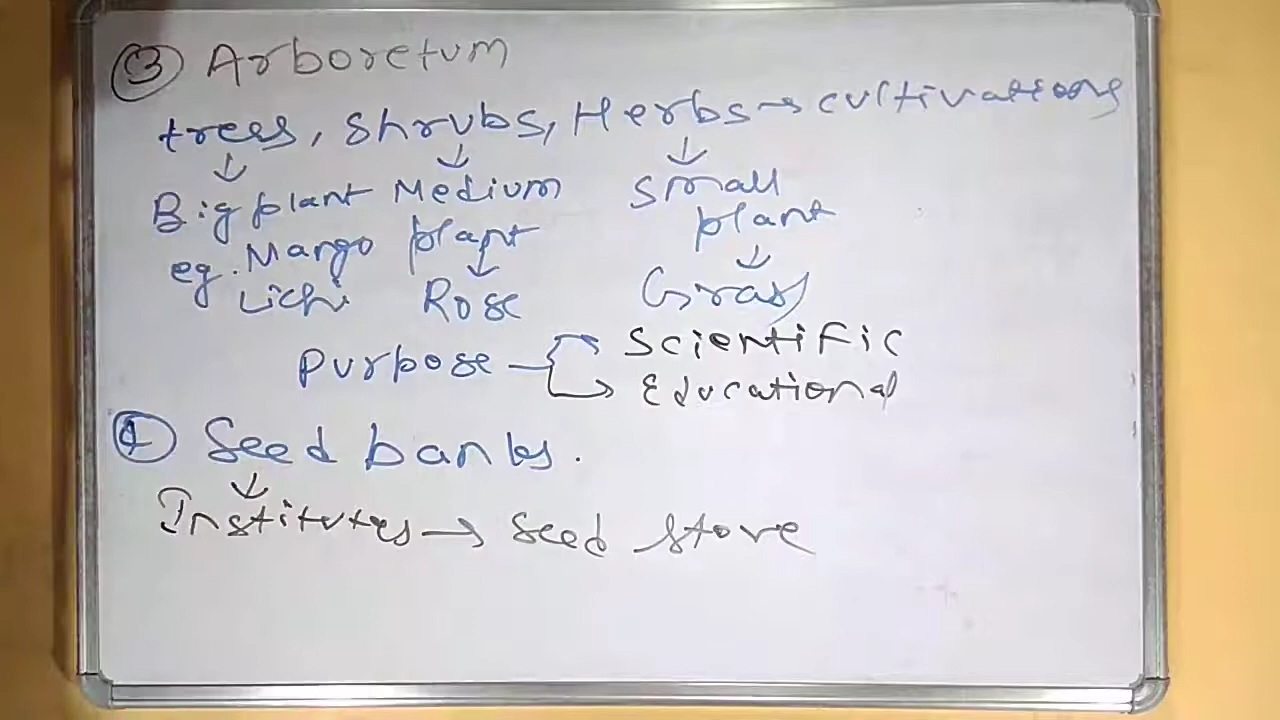 ③ Arboretum
tress, shrubs, Herbs → cultivations
↓ ↓ ↓
Big plant Medium small
plant plant
eg. Mango ↓ ↓
Lichi Rose Grass
Purpose → Scientific
→ Educational
④ Seed banks.
↓
Institutes → seed store